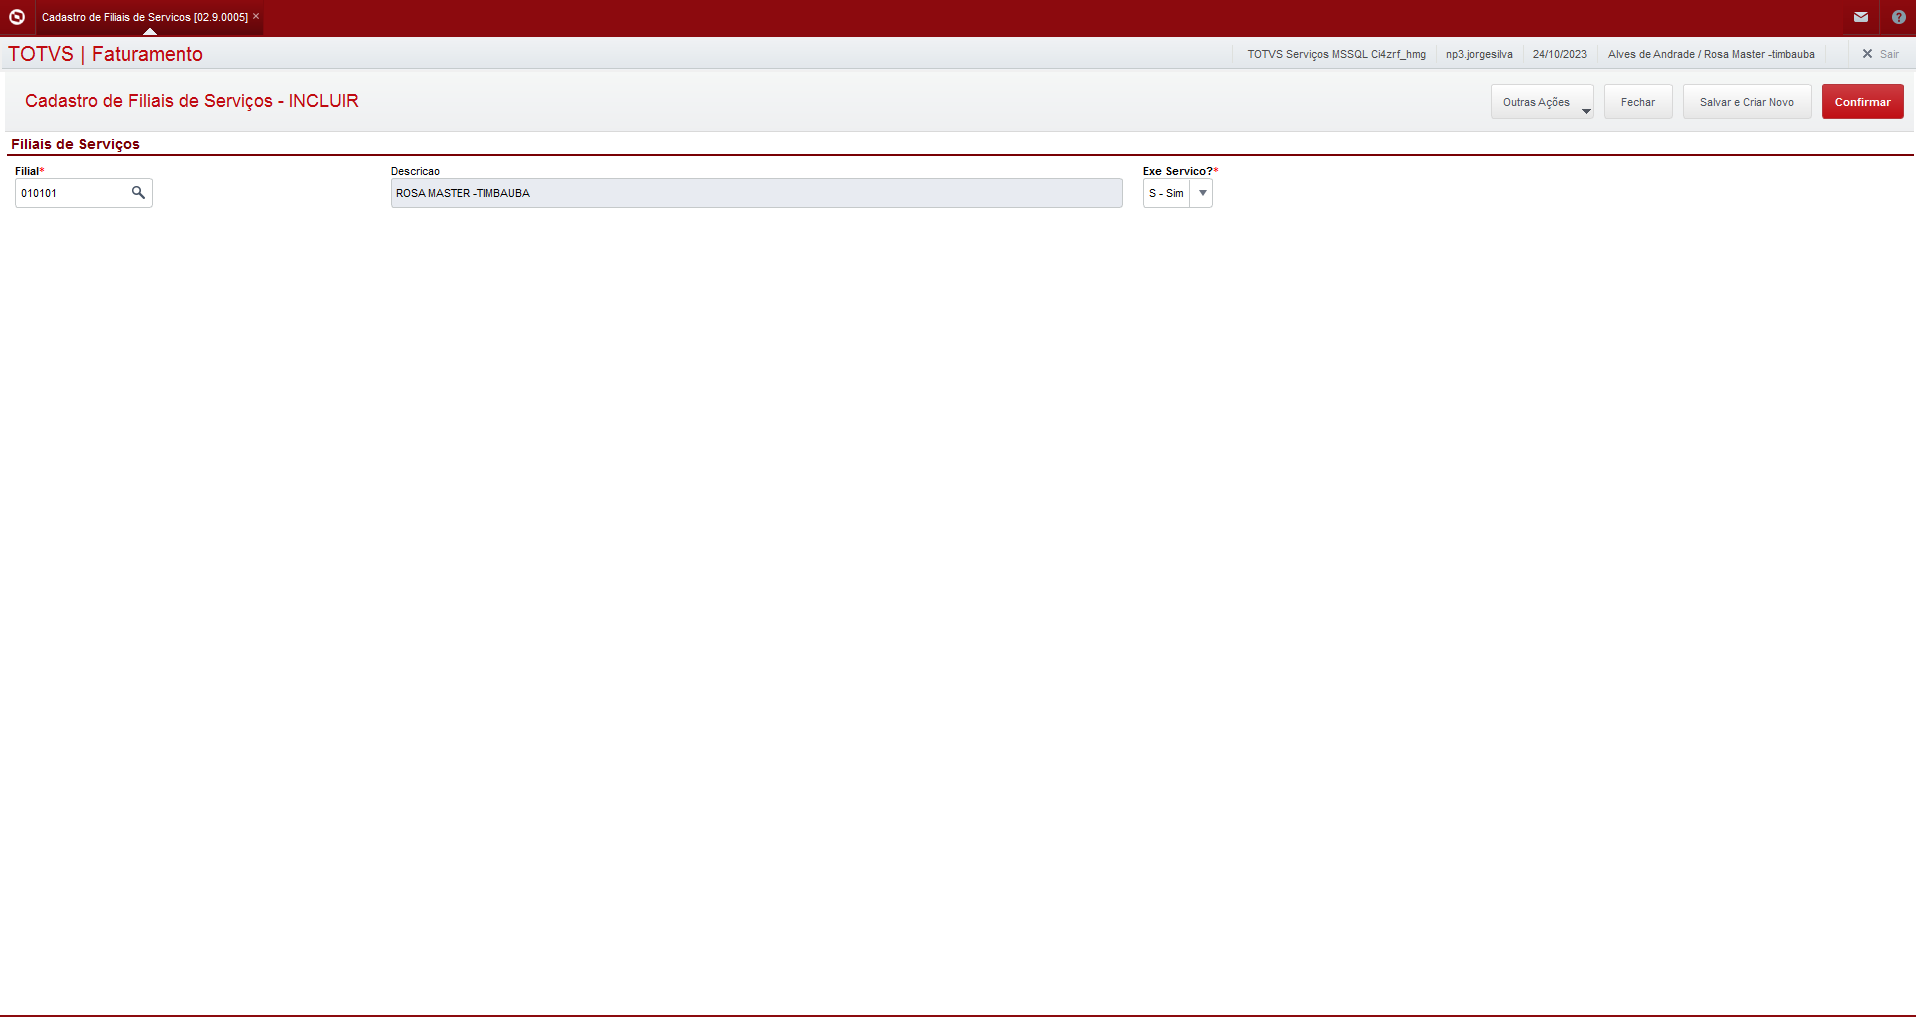 Cadastro de Filiais de Servicos [02.9.0005] ×
TOTVS | Faturamento
TOTVS Serviços MSSQL Ci4zrf_hmg
np3.jorgesilva
24/10/2023
Alves de Andrade / Rosa Master -timbauba
Sair
Cadastro de Filiais de Serviços - INCLUIR
Outras Ações
Fechar
Salvar e Criar Novo
Confirmar
Filiais de Serviços
Filial*
Descricao
Exe Servico?*
010101
ROSA MASTER -TIMBAUBA
S - Sim